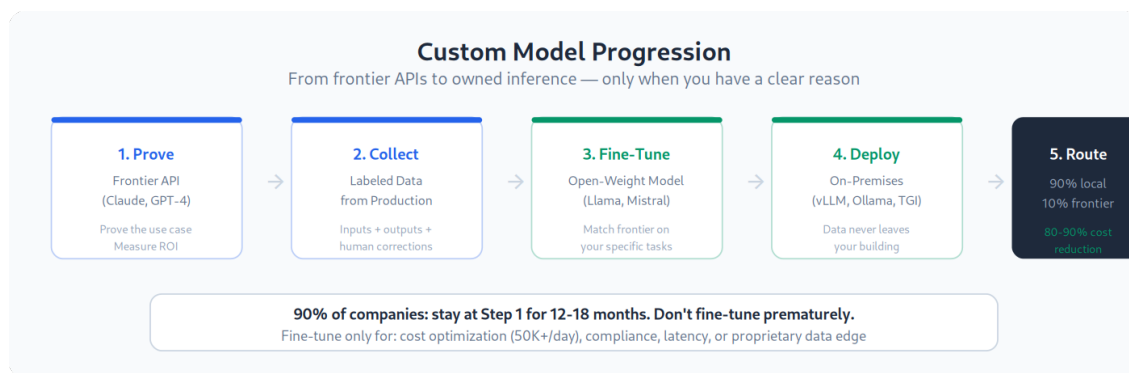 Custom Model Progression
From frontier APIs to owned inference — only when you have a clear reason
1. Prove
Frontier API
(Claude, GPT-4)
Prove the use case
Measure ROI
2. Collect
Labeled Data
from Production
Inputs + outputs +
human corrections
3. Fine-Tune
Open-Weight Model
(Llama, Mistral)
Match frontier on
your specific tasks
4. Deploy
On-Premises
(vLLM, Ollama, TGI)
Data never leaves
your building
5. Route
90% local
10% frontier
80-90% cost
reduction
90% of companies: stay at Step 1 for 12-18 months. Don't fine-tune prematurely.
Fine-tune only for: cost optimization (50K+/day), compliance, latency, or proprietary data edge